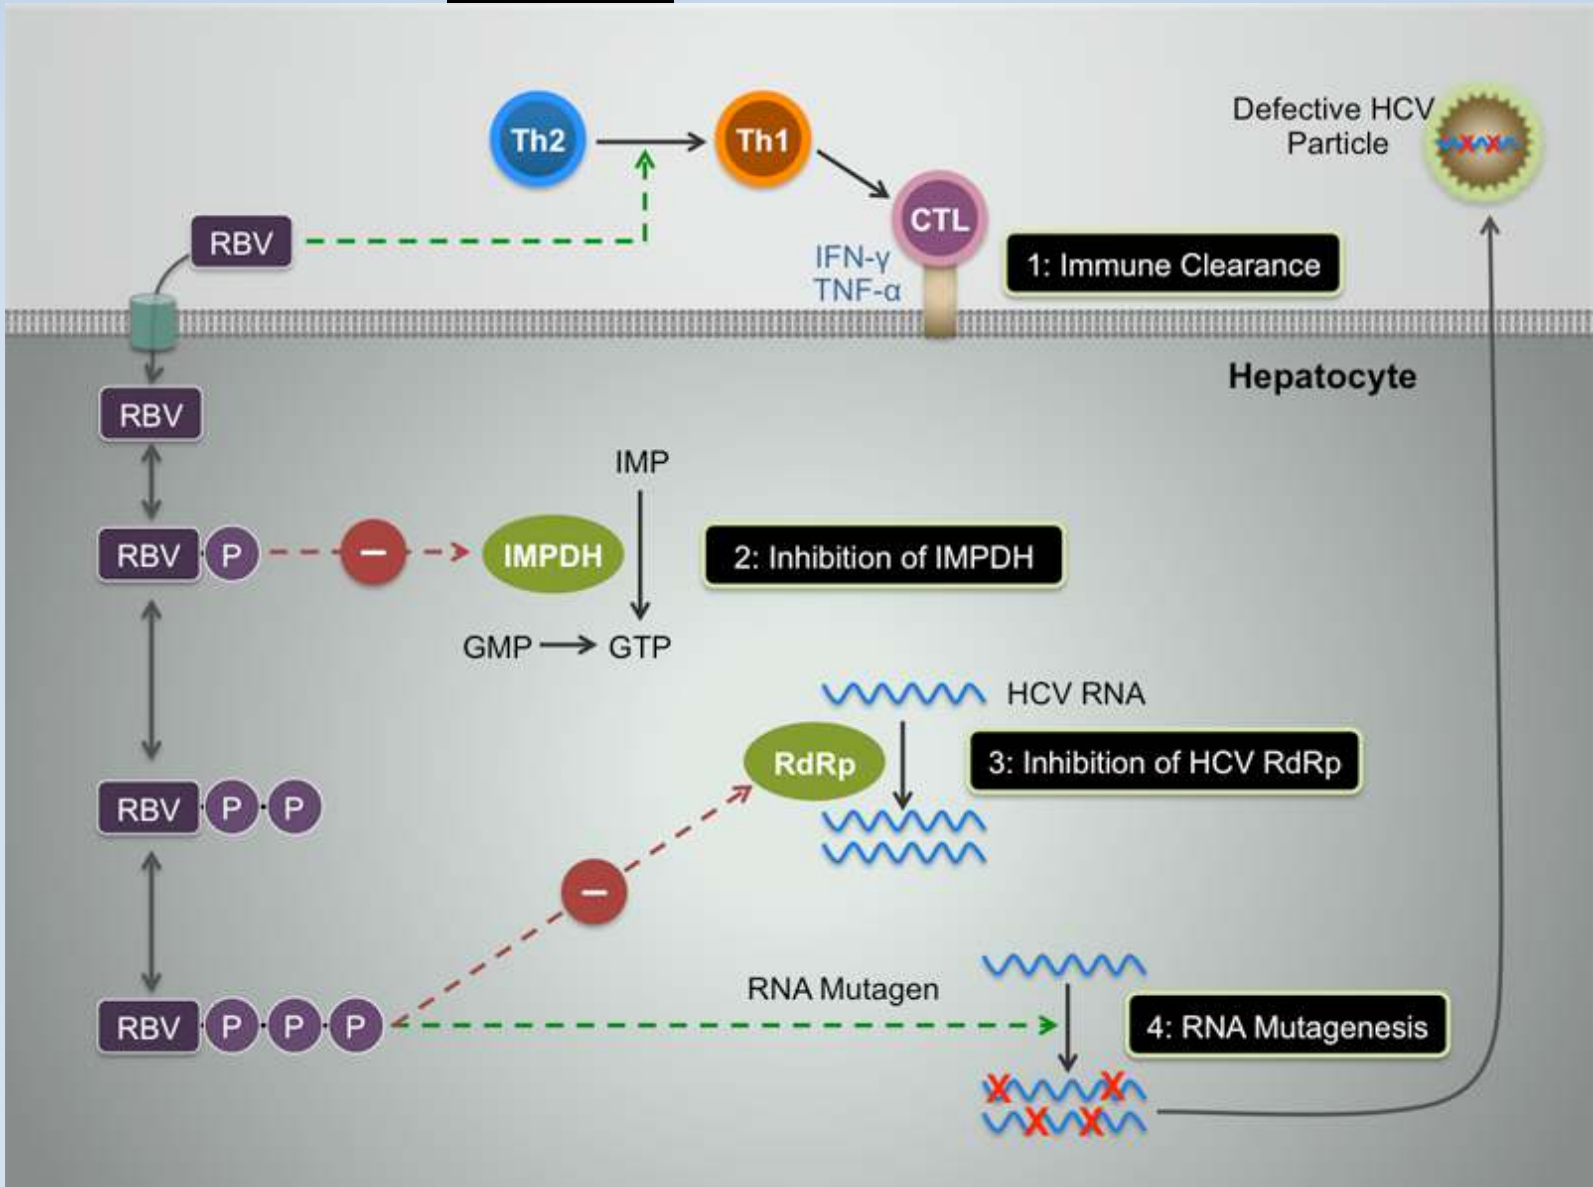 Th2
Th1
Defective HCV
Particle
CTL
RBV
IFN-γ
TNF-α
1: Immune Clearance
Hepatocyte
RBV
IMP
RBV P
IMPDH
2: Inhibition of IMPDH
GMP
GTP
HCV RNA
RdRp
3: Inhibition of HCV RdRp
RBV P P
RNA Mutagen
RBV P P P
4: RNA Mutagenesis